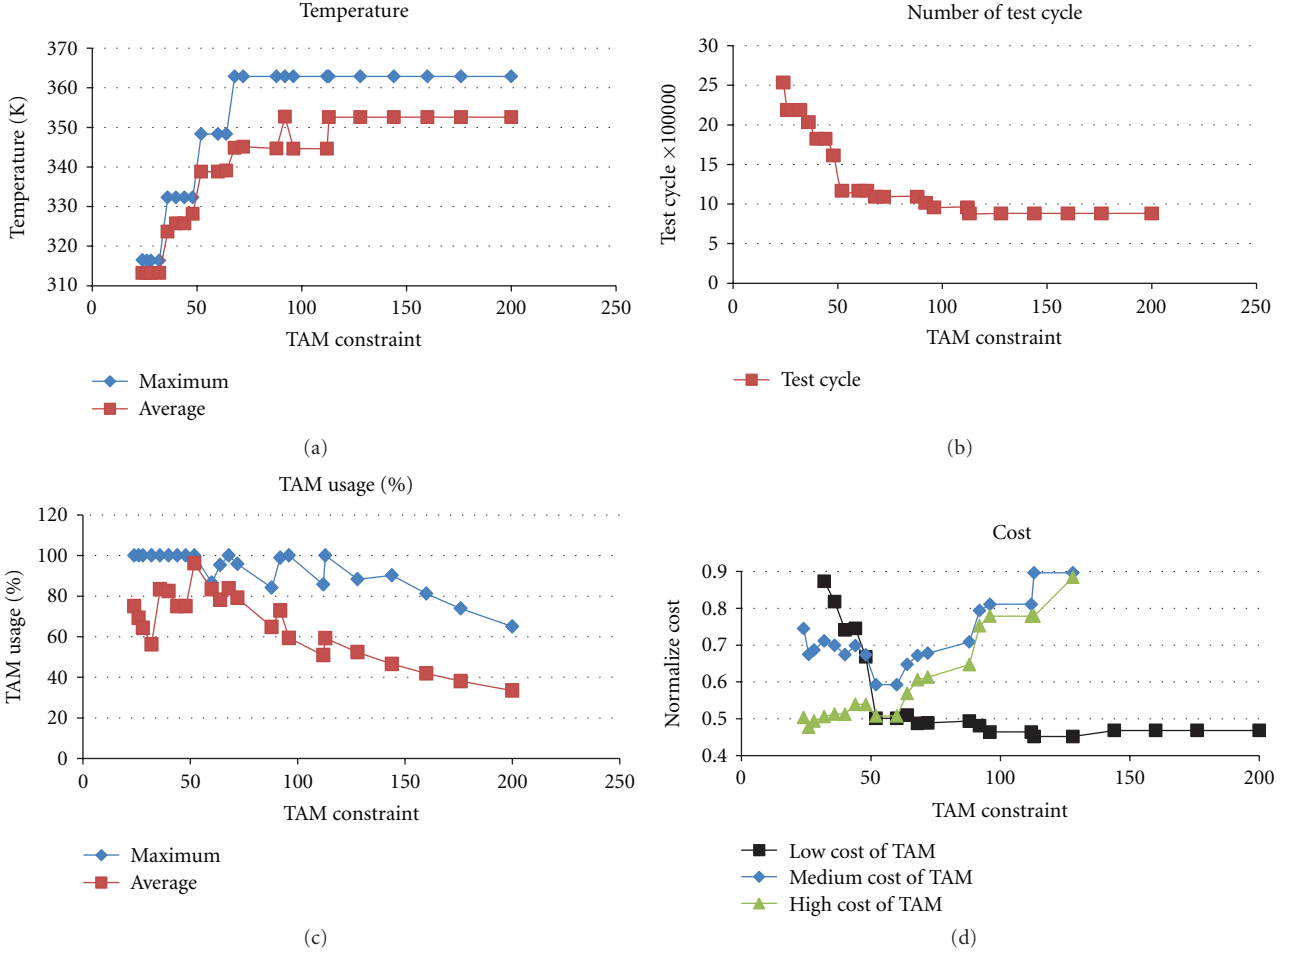 Temperature
370
360
350
340
330
320
310
Temperature (K)
0 50 100 150 200 250
TAM constraint
Maximum
Average
(a)
Number of test cycle
30
25
20
15
10
5
0
Test cycle ×100000
0 50 100 150 200 250
TAM constraint
Test cycle
(b)
TAM usage (%)
120
100
80
60
40
20
0
TAM usage (%)
0 50 100 150 200 250
TAM constraint
Maximum
Average
(c)
Cost
0.9
0.8
0.7
0.6
0.5
0.4
Normalize cost
0 50 100 150 200
TAM constraint
Low cost of TAM
Medium cost of TAM
High cost of TAM
(d)